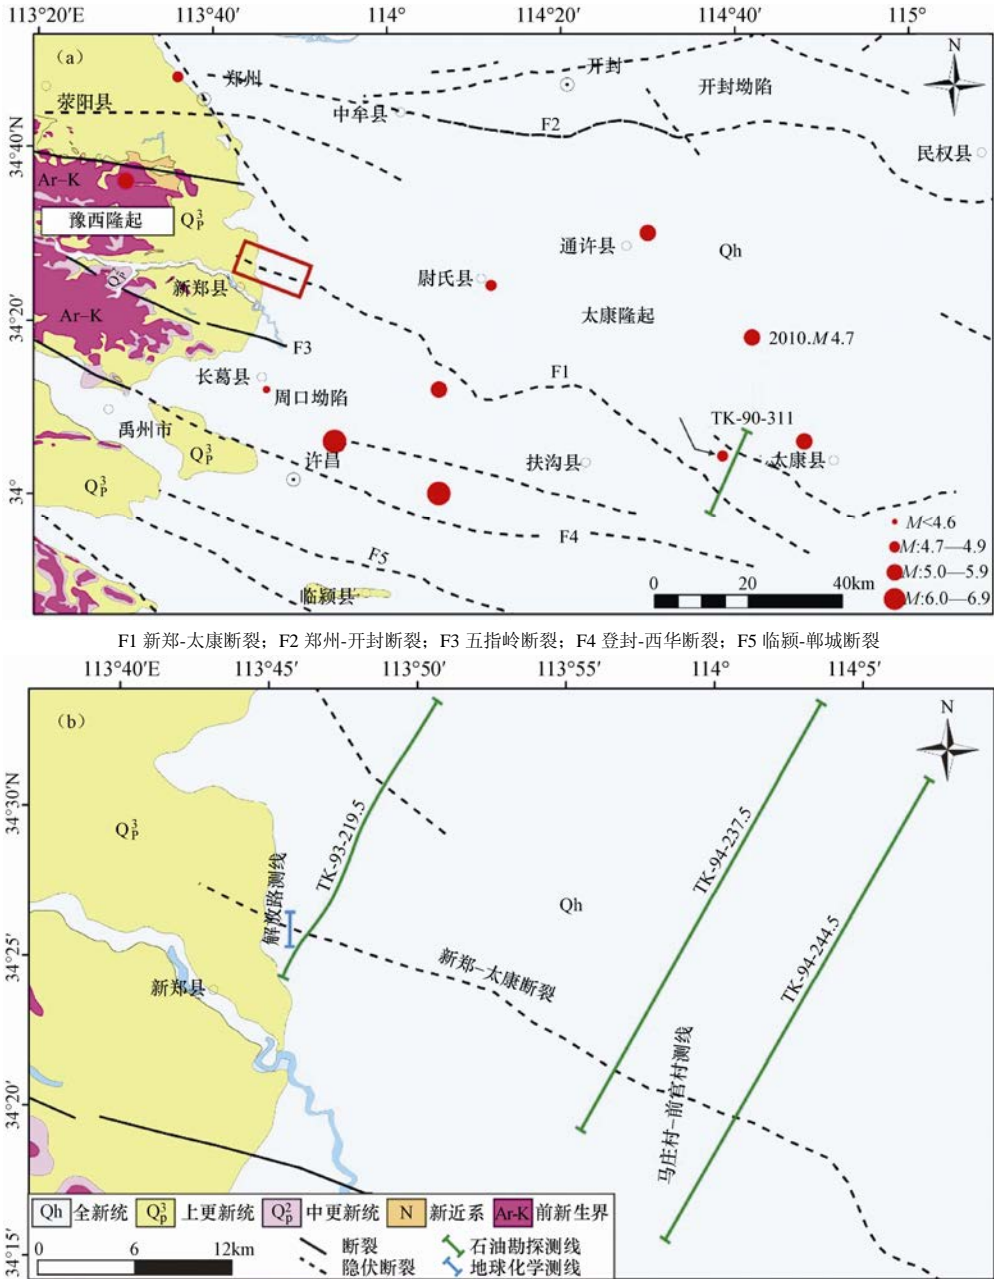 113°20′E 113°40′ 114° 114°20′ 114°40′ 115°
(a)
N
郑州
荥阳县
中牟县
开封
开封坳陷
F2
民权县
34°40′N
Ar–K
豫西隆起
Q³P
通许县
Qh
尉氏县
Q²P
新郑县
太康隆起
34°20′
Ar–K
2010.M 4.7
F3
F1
长葛县
周口坳陷
TK-90-311
禹州市
Q³P
许昌
扶沟县
太康县
Q³P
34°
F4
F5
临颍县
M<4.6
M:4.7—4.9
M:5.0—5.9
M:6.0—6.9
0 20 40km
F1 新郑-太康断裂; F2 郑州-开封断裂; F3 五指岭断裂; F4 登封-西华断裂; F5 临颍-郸城断裂
113°40′E 113°45′ 113°50′ 113°55′ 114° 114°5′
(b)
N
34°30′N
Q³P
TK-93-219.5
TK-94-237.5
解放路测线
Qh
TK-94-244.5
34°25′
新郑–太康断裂
新郑县
34°20′
马庄村–前官村测线
34°15′
Qh 全新统 Q³P 上更新统 Q²P 中更新统 N 新近系 Ar-K 前新生界
0 6 12km
断裂
隐伏断裂
石油勘探测线
地球化学测线